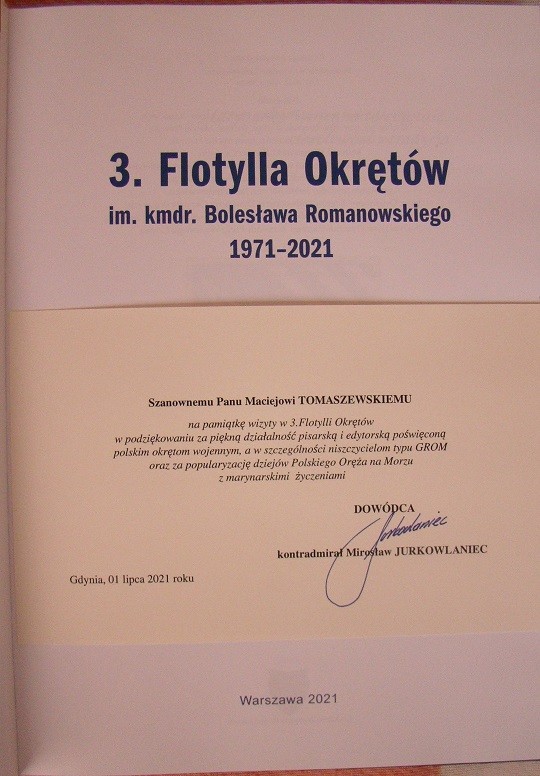 3. Flotylla Okrętów
im. kmdr. Bolesława Romanowskiego
1971–2021
Szanownemu Panu Maciejowi TOMASZEWSKIEMU
na pamiątkę wizyty w 3.Flotylli Okrętów
w podziękowaniu za piękną działalność pisarską i edytorską poświęconą
polskim okrętom wojennym, a w szczególności niszczycielom typu GROM
oraz za popularyzację dziejów Polskiego Oręża na Morzu
z marynarskimi życzeniami
DOWÓDCA
Jurkowlaniec
kontradmirał Mirosław JURKOWLANIEC
Gdynia, 01 lipca 2021 roku
Warszawa 2021